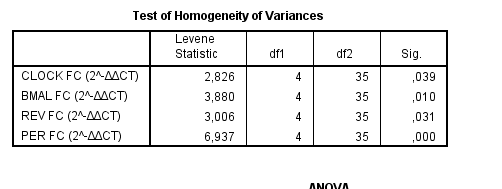 Test of Homogeneity of Variances
Levene Statistic df1 df2 Sig.
CLOCK FC (2^-ΔΔCT) 2,826 4 35 ,039
BMAL FC (2^-ΔΔCT) 3,880 4 35 ,010
REV FC (2^-ΔΔCT) 3,006 4 35 ,031
PER FC (2^-ΔΔCT) 6,937 4 35 ,000
ANOVA